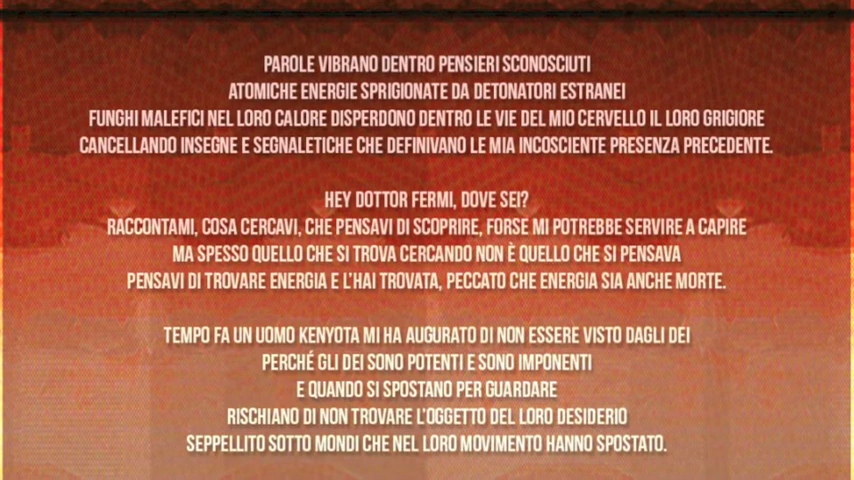 PAROLE VIBRANO DENTRO PENSIERI SCONOSCIUTI
ATOMICHE ENERGIE SPRIGIONATE DA DETONATORI ESTRANEI
FUNGHI MALEFICI NEL LORO CALORE DISPERDONO DENTRO LE VIE DEL MIO CERVELLO IL LORO GRIGIORE
CANCELLANDO INSEGNE E SEGNALETICHE CHE DEFINIVANO LE MIA INCOSCIENTE PRESENZA PRECEDENTE.
HEY DOTTOR FERMI, DOVE SEI?
RACCONTAMI, COSA CERCAVI, CHE PENSAVI DI SCOPRIRE, FORSE MI POTREBBE SERVIRE A CAPIRE
MA SPESSO QUELLO CHE SI TROVA CERCANDO NON È QUELLO CHE SI PENSAVA
PENSAVI DI TROVARE ENERGIA E L'HAI TROVATA, PECCATO CHE ENERGIA SIA ANCHE MORTE.
TEMPO FA UN UOMO KENYOTA MI HA AUGURATO DI NON ESSERE VISTO DAGLI DEI
PERCHÉ GLI DEI SONO POTENTI E SONO IMPONENTI
E QUANDO SI SPOSTANO PER GUARDARE
RISCHIANO DI NON TROVARE L'OGGETTO DEL LORO DESIDERIO
SEPPELLITO SOTTO MONDI CHE NEL LORO MOVIMENTO HANNO SPOSTATO.